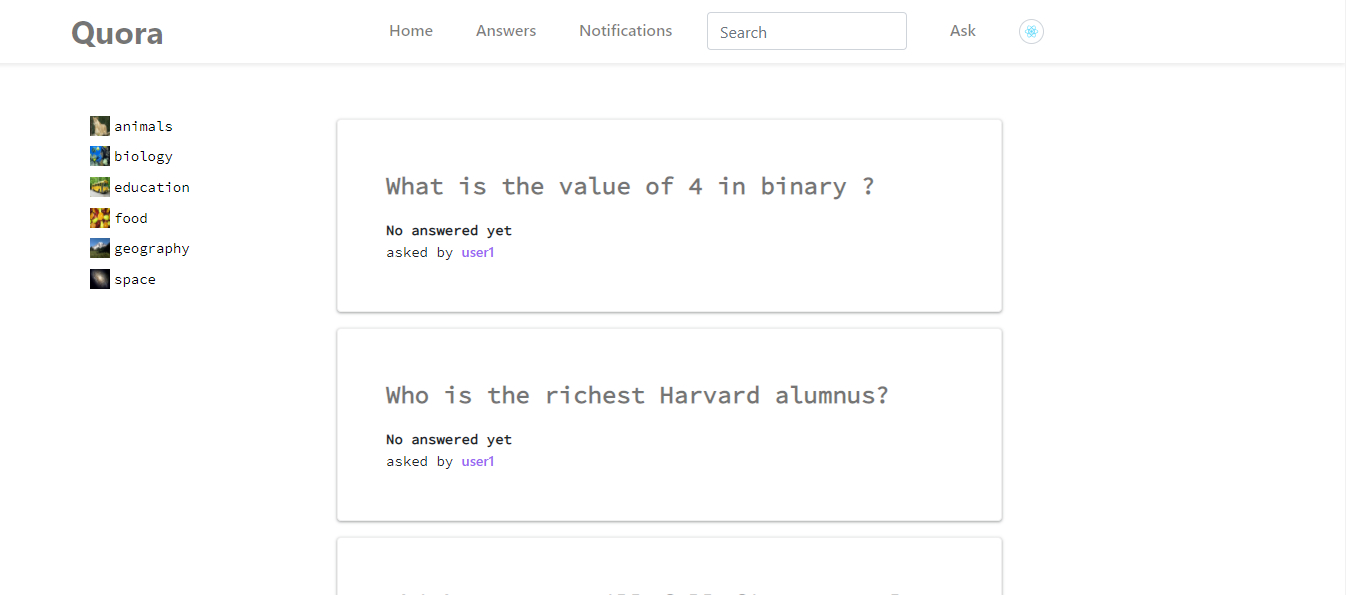 Quora
Home
Answers
Notifications
Search
Ask
animals
biology
education
food
geography
space
What is the value of 4 in binary ?
No answered yet
asked by user1
Who is the richest Harvard alumnus?
No answered yet
asked by user1